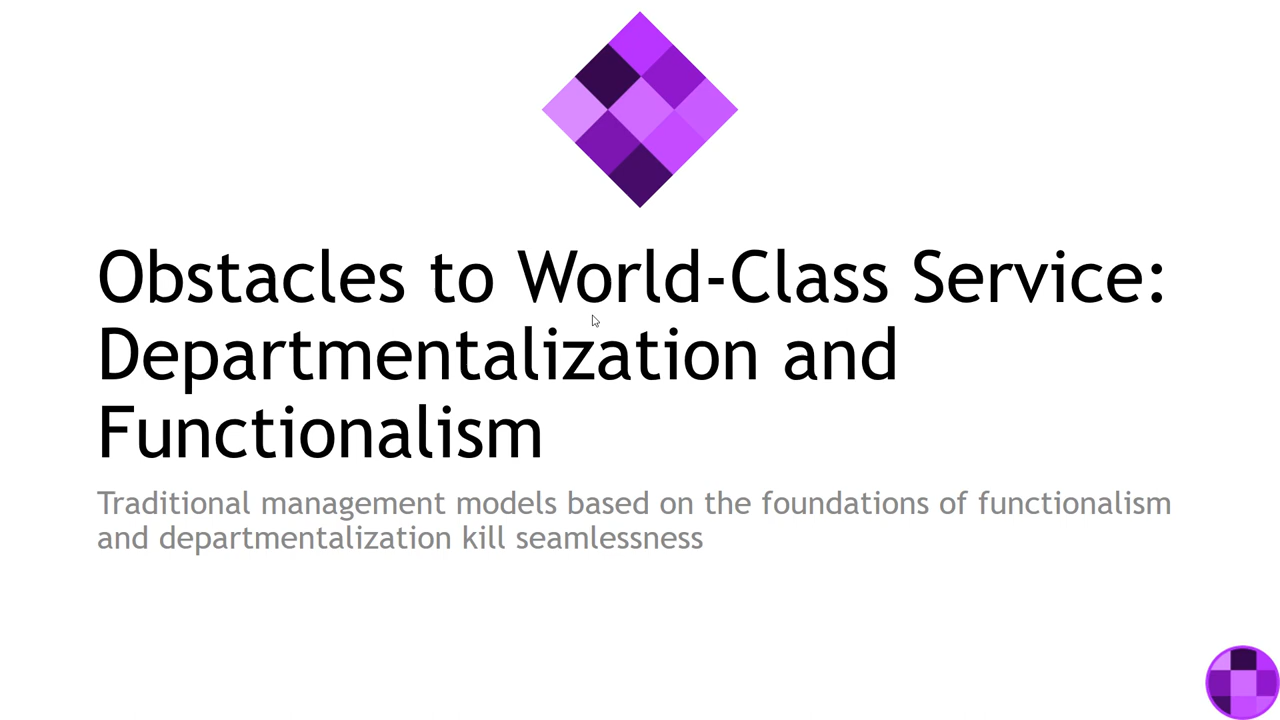 Obstacles to World-Class Service:
Departmentalization and
Functionalism
Traditional management models based on the foundations of functionalism
and departmentalization kill seamlessness